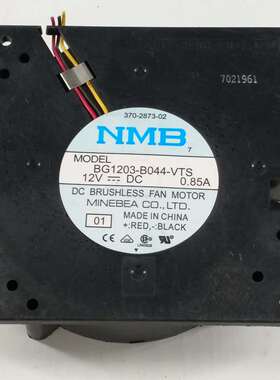 7021961
370-2873-02
NMB
7
MODEL
BG1203-B044-VTS
12V ⎓ DC 0.85A
DC BRUSHLESS FAN MOTOR
MINEBEA CO., LTD.
01
MADE IN CHINA
+:RED,-:BLACK